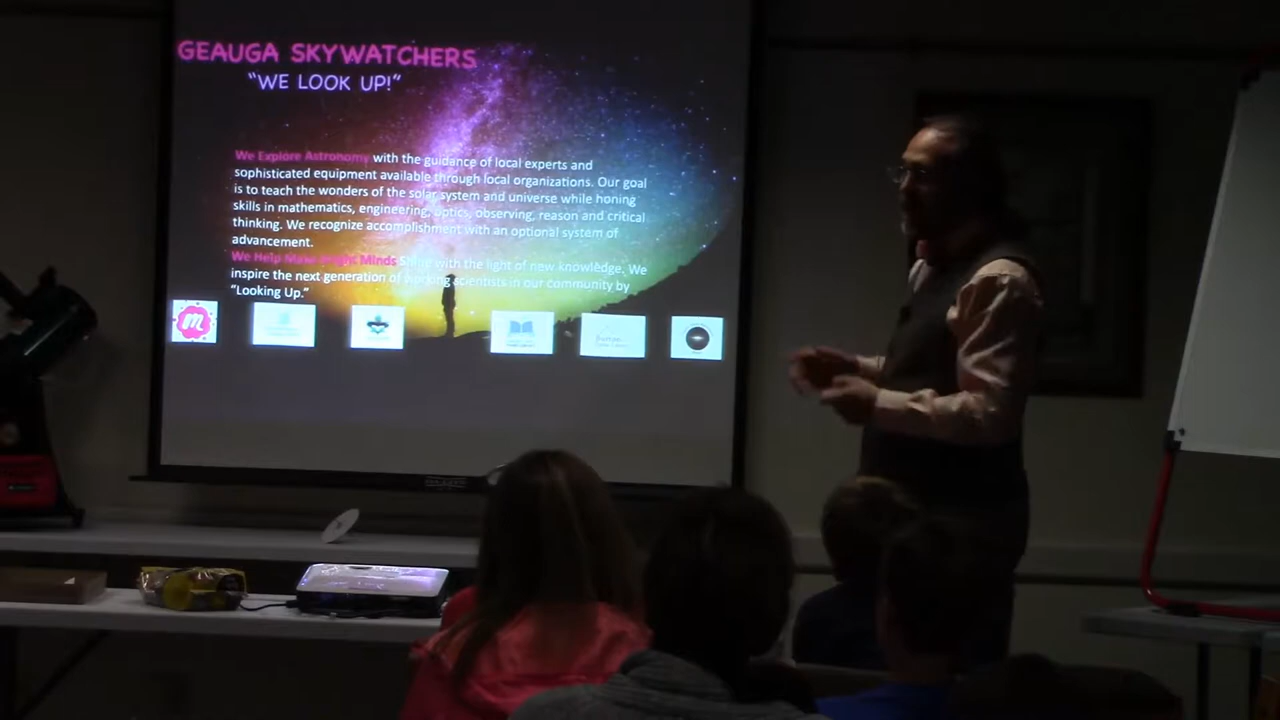 GEAUGA SKYWATCHERS
"WE LOOK UP!"
We Explore Astronomy with the guidance of local experts and
sophisticated equipment available through local organizations. Our goal
is to teach the wonders of the solar system and universe while honing
skills in mathematics, engineering, optics, observing, reason and critical
thinking. We recognize accomplishment with an optional system of
advancement.
We Help Make Bright Minds Shine with the light of new knowledge. We
inspire the next generation of working scientists in our community by
"Looking Up."
m